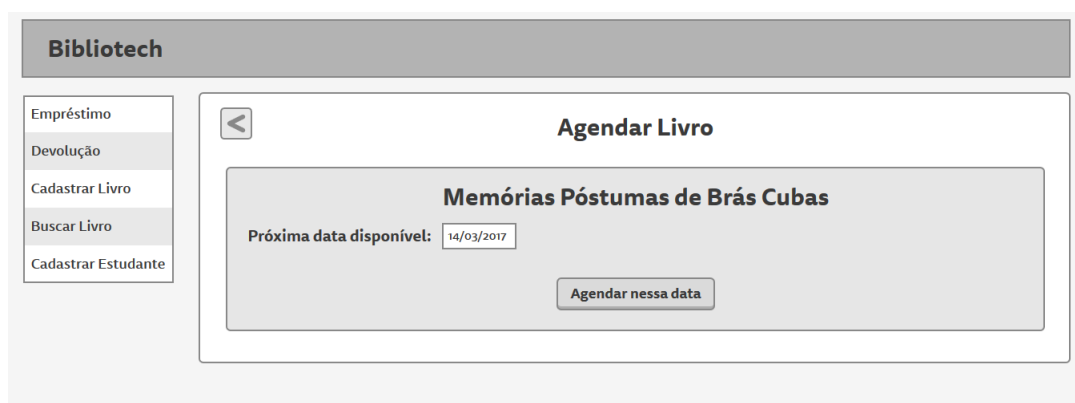 Bibliotech
Empréstimo
Devolução
Cadastrar Livro
Buscar Livro
Cadastrar Estudante
<
Agendar Livro
Memórias Póstumas de Brás Cubas
Próxima data disponível: 14/03/2017
Agendar nessa data